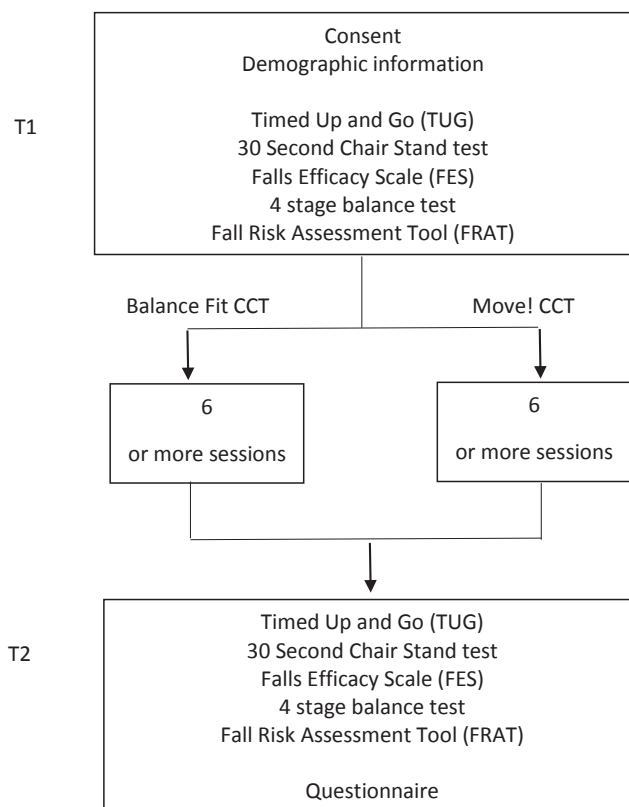 Consent
Demographic information
T1
Timed Up and Go (TUG)
30 Second Chair Stand test
Falls Efficacy Scale (FES)
4 stage balance test
Fall Risk Assessment Tool (FRAT)
Balance Fit CCT
Move! CCT
6
or more sessions
6
or more sessions
T2
Timed Up and Go (TUG)
30 Second Chair Stand test
Falls Efficacy Scale (FES)
4 stage balance test
Fall Risk Assessment Tool (FRAT)
Questionnaire